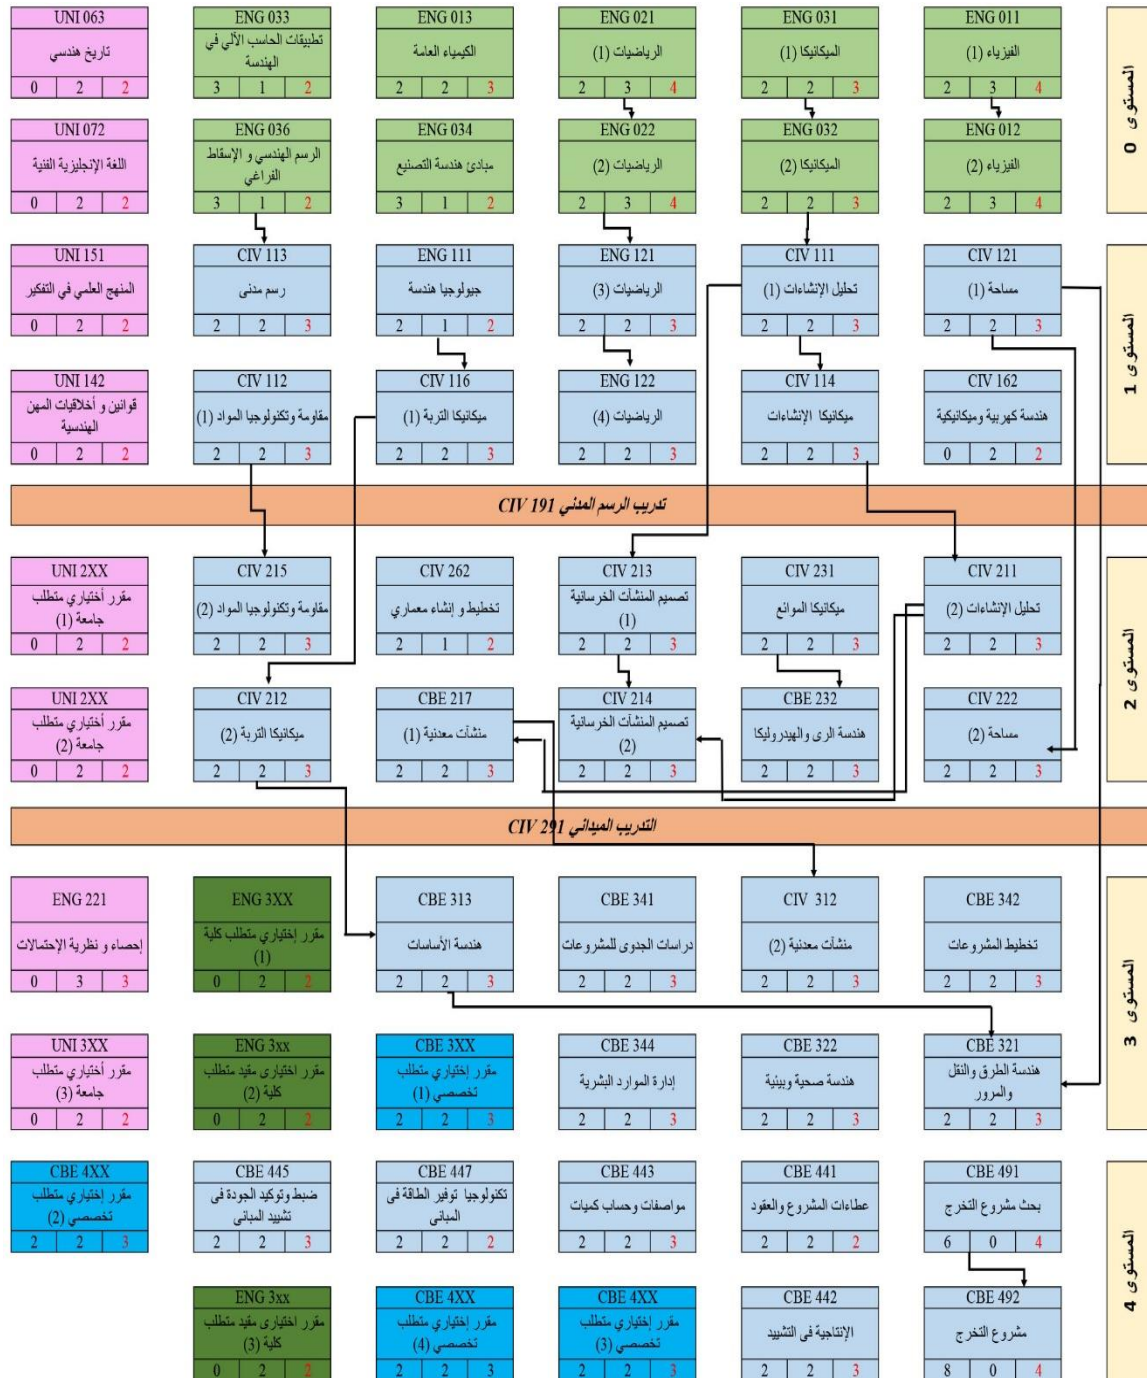 المستوى 0
ENG 011
الفيزياء (1)
2 3 4
ENG 031
الميكانيكا (1)
2 2 3
ENG 021
الرياضيات (1)
2 3 4
ENG 013
الكيمياء العامة
2 2 3
ENG 033
تطبيقات الحاسب الآلي في
الهندسة
3 1 2
UNI 063
تاريخ هندسي
0 2 2
ENG 012
الفيزياء (2)
2 3 4
ENG 032
الميكانيكا (2)
2 2 3
ENG 022
الرياضيات (2)
2 3 4
ENG 034
مبادئ هندسة التصنيع
3 1 2
ENG 036
الرسم الهندسي و الإسقاط
الفراغي
3 1 2
UNI 072
اللغة الإنجليزية الفنية
0 2 2
المستوى 1
CIV 121
مساحة (1)
2 2 3
CIV 111
تحليل الإنشاءات (1)
2 2 3
ENG 121
الرياضيات (3)
2 2 3
ENG 111
جيولوجيا هندسة
2 1 2
CIV 113
رسم مدنى
2 2 3
UNI 151
المنهج العلمي في التفكير
0 2 2
CIV 162
هندسة كهربية وميكانيكية
0 2 2
CIV 114
ميكانيكا الإنشاءات
2 2 3
ENG 122
الرياضيات (4)
2 2 3
CIV 116
ميكانيكا التربة (1)
2 2 3
CIV 112
مقاومة وتكنولوجيا المواد (1)
2 2 3
UNI 142
قوانين و أخلاقيات المهن
الهندسية
0 2 2
تدريب الرسم المدني CIV 191
المستوى 2
CIV 211
تحليل الإنشاءات (2)
2 2 3
CIV 231
ميكانيكا الموائع
2 2 3
CIV 213
تصميم المنشآت الخرسانية
(1)
2 2 3
CIV 262
تخطيط و إنشاء معماري
2 1 2
CIV 215
مقاومة وتكنولوجيا المواد (2)
2 2 3
UNI 2XX
مقرر أختياري متطلب
جامعة (1)
0 2 2
CIV 222
مساحة (2)
2 2 3
CBE 232
هندسة الرى والهيدروليكا
2 2 3
CIV 214
تصميم المنشآت الخرسانية
(2)
2 2 3
CBE 217
منشآت معدنية (1)
2 2 3
CIV 212
ميكانيكا التربة (2)
2 2 3
UNI 2XX
مقرر أختياري متطلب
جامعة (2)
0 2 2
التدريب الميداني CIV 291
المستوى 3
CBE 342
تخطيط المشروعات
2 2 3
CIV 312
منشآت معدنية (2)
2 2 3
CBE 341
دراسات الجدوى للمشروعات
2 2 3
CBE 313
هندسة الأساسات
2 2 3
ENG 3XX
مقرر إختياري متطلب كلية
(1)
0 2 2
ENG 221
إحصاء و نظرية الإحتمالات
0 3 3
CBE 321
هندسة الطرق والنقل
والمرور
2 2 3
CBE 322
هندسة صحية وبيئية
2 2 3
CBE 344
إدارة الموارد البشرية
2 2 3
CBE 3XX
مقرر إختياري متطلب
تخصصي (1)
2 2 3
ENG 3xx
مقرر اختيارى مقيد متطلب
كلية (2)
0 2 2
UNI 3XX
مقرر أختياري متطلب
جامعة (3)
0 2 2
المستوى 4
CBE 491
بحث مشروع التخرج
6 0 4
CBE 441
عطاءات المشروع والعقود
2 2 2
CBE 443
مواصفات وحساب كميات
2 2 3
CBE 447
تكنولوجيا توفير الطاقة فى
المبانى
2 2 2
CBE 445
ضبط وتوكيد الجودة فى
تشييد المبانى
2 2 3
CBE 4XX
مقرر إختياري متطلب
تخصصي (2)
2 2 3
CBE 492
مشروع التخرج
8 0 4
CBE 442
الإنتاجية فى التشييد
2 2 3
CBE 4XX
مقرر إختياري متطلب
تخصصي (3)
2 2 3
CBE 4XX
مقرر إختياري متطلب
تخصصي (4)
2 2 3
ENG 3xx
مقرر اختيارى مقيد متطلب
كلية (3)
0 2 2